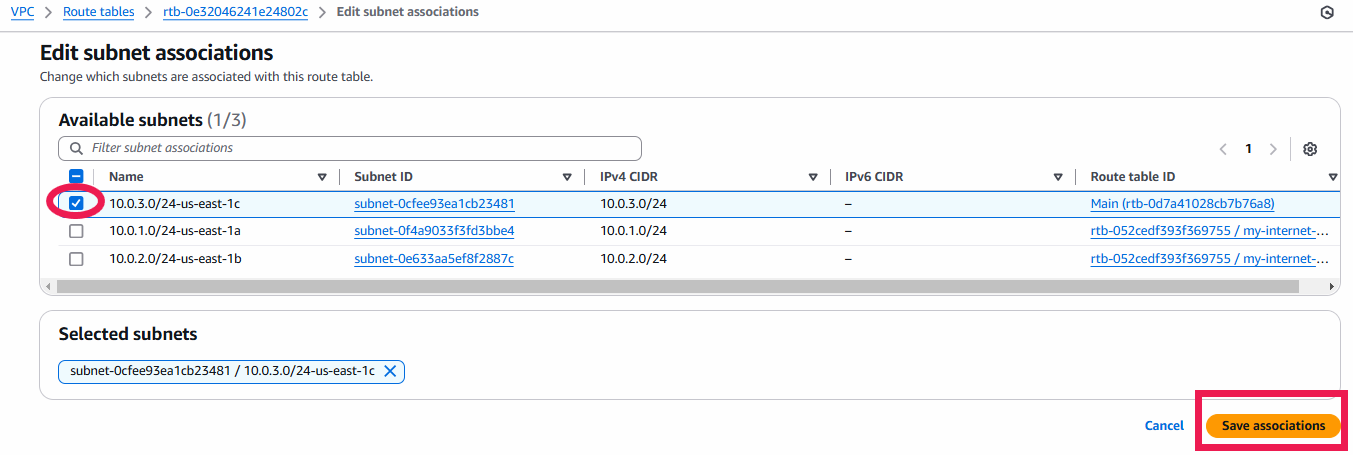 VPC > Route tables > rtb-0e32046241e24802c > Edit subnet associations
Edit subnet associations
Change which subnets are associated with this route table.
Available subnets (1/3)
Filter subnet associations
1
Name Subnet ID IPv4 CIDR IPv6 CIDR Route table ID
10.0.3.0/24-us-east-1c subnet-0cfee93ea1cb23481 10.0.3.0/24 – Main (rtb-0d7a41028cb7b76a8)
10.0.1.0/24-us-east-1a subnet-0f4a9033f3fd3bbe4 10.0.1.0/24 – rtb-052cedf393f369755 / my-internet-...
10.0.2.0/24-us-east-1b subnet-0e633aa5ef8f2887c 10.0.2.0/24 – rtb-052cedf393f369755 / my-internet-...
Selected subnets
subnet-0cfee93ea1cb23481 / 10.0.3.0/24-us-east-1c
Cancel Save associations